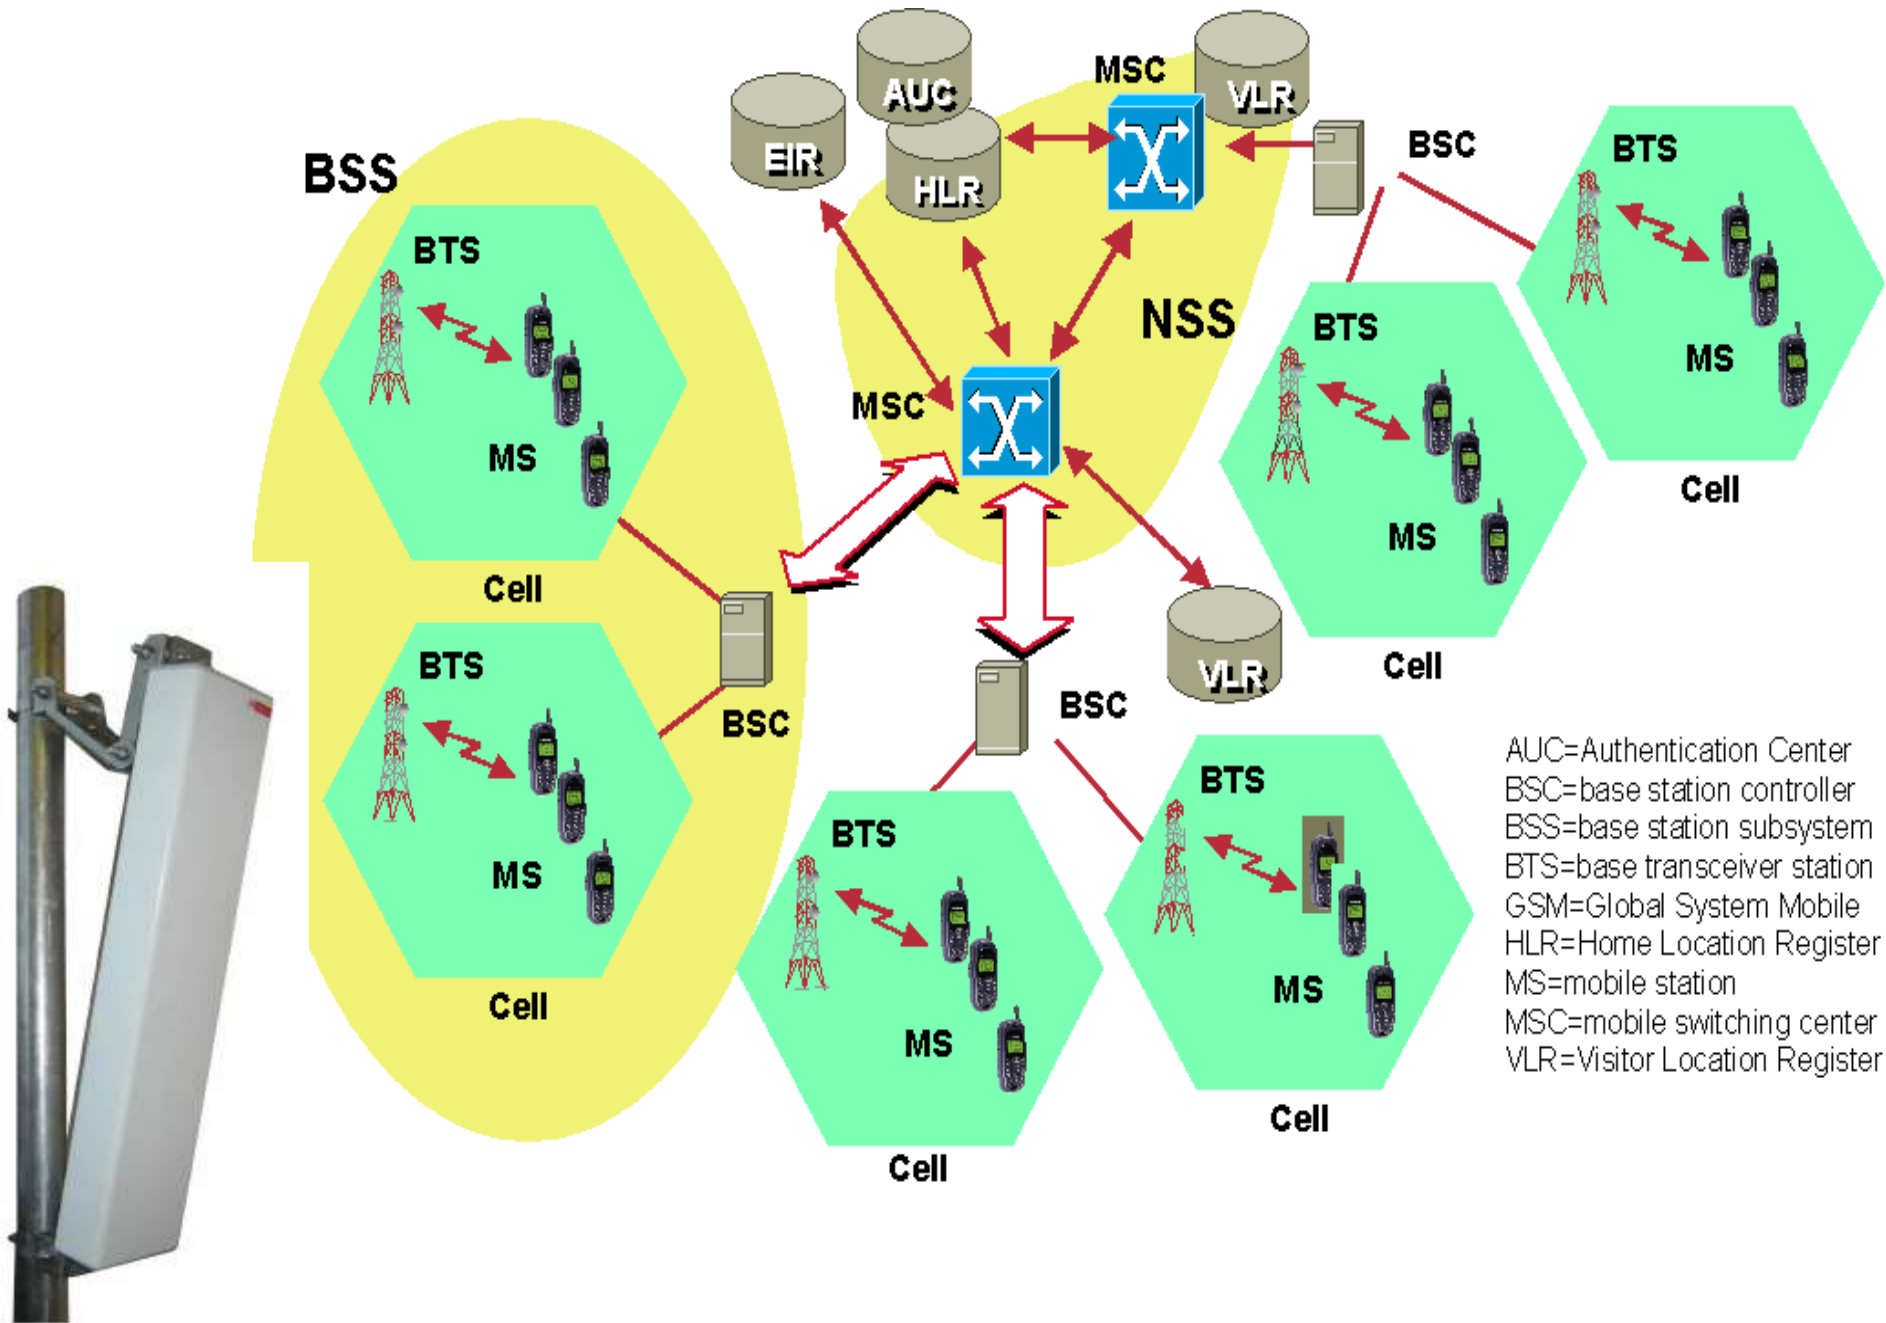 AUC
MSC
VLR
EIR
HLR
BSC
BTS
BSS
BTS
NSS
BTS
MS
MSC
MS
Cell
MS
Cell
Cell
VLR
BTS
BSC
BSC
BTS
BTS
MS
MS
MS
Cell
Cell
Cell
AUC=Authentication Center
BSC=base station controller
BSS=base station subsystem
BTS=base transceiver station
GSM=Global System Mobile
HLR=Home Location Register
MS=mobile station
MSC=mobile switching center
VLR=Visitor Location Register